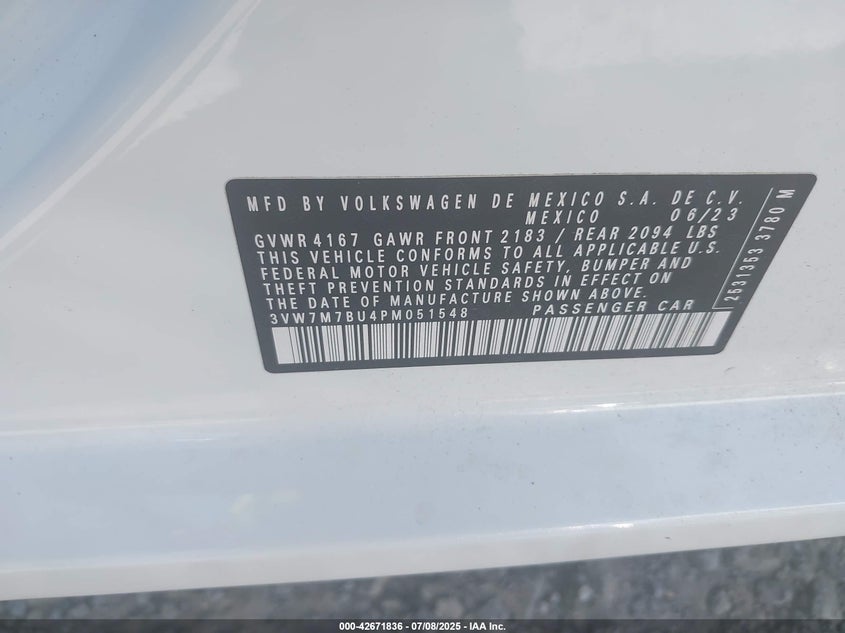 MFD BY VOLKSWAGEN DE MEXICO S.A. DE C.V.
MEXICO 06/23
GVWR 4167 GAWR FRONT 2183 / REAR 2094 LBS
THIS VEHICLE CONFORMS TO ALL APPLICABLE U.S.
FEDERAL MOTOR VEHICLE SAFETY, BUMPER AND
THEFT PREVENTION STANDARDS IN EFFECT ON
THE DATE OF MANUFACTURE SHOWN ABOVE.
3VW7M7BU4PM051548 PASSENGER CAR
2631353 3780 M
000-42671836 - 07/08/2025 - IAA Inc.